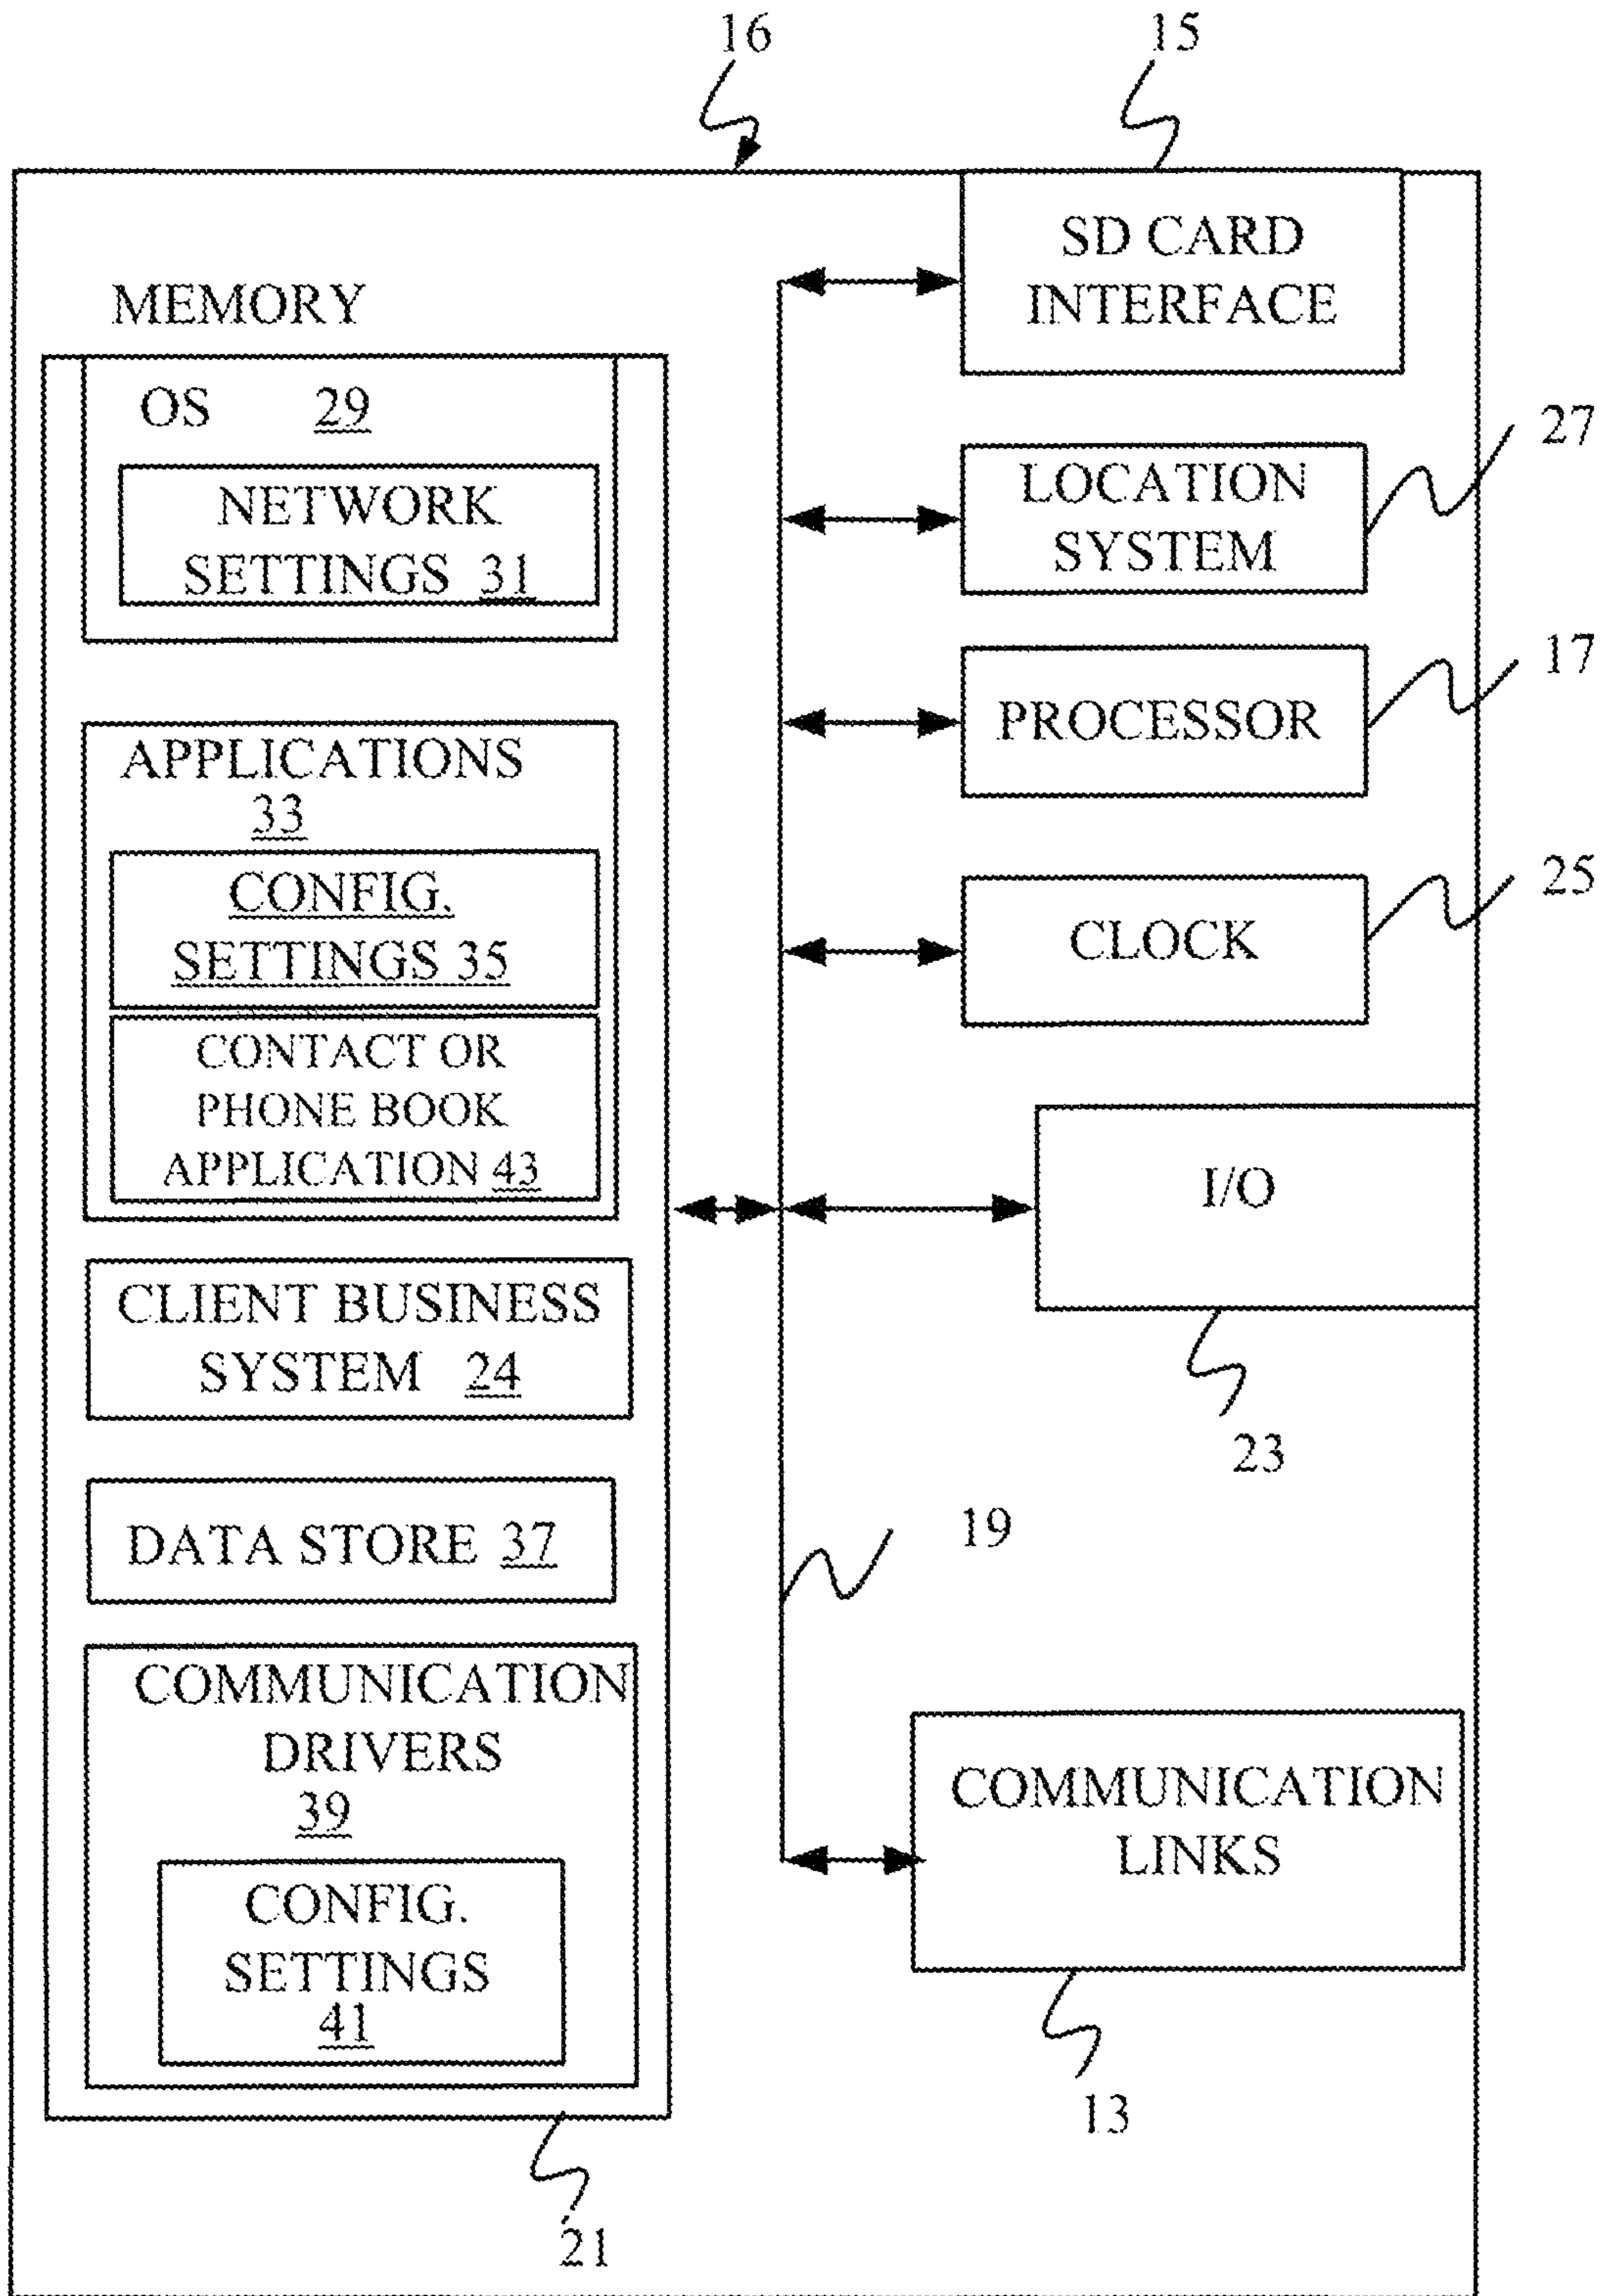 16
15
MEMORY
OS 29
NETWORK
SETTINGS 31
APPLICATIONS
33
CONFIG.
SETTINGS 35
CONTACT OR
PHONE BOOK
APPLICATION 43
CLIENT BUSINESS
SYSTEM 24
DATA STORE 37
COMMUNICATION
DRIVERS
39
CONFIG.
SETTINGS
41
21
SD CARD
INTERFACE
LOCATION
SYSTEM
27
PROCESSOR
17
CLOCK
25
I/O
23
19
COMMUNICATION
LINKS
13